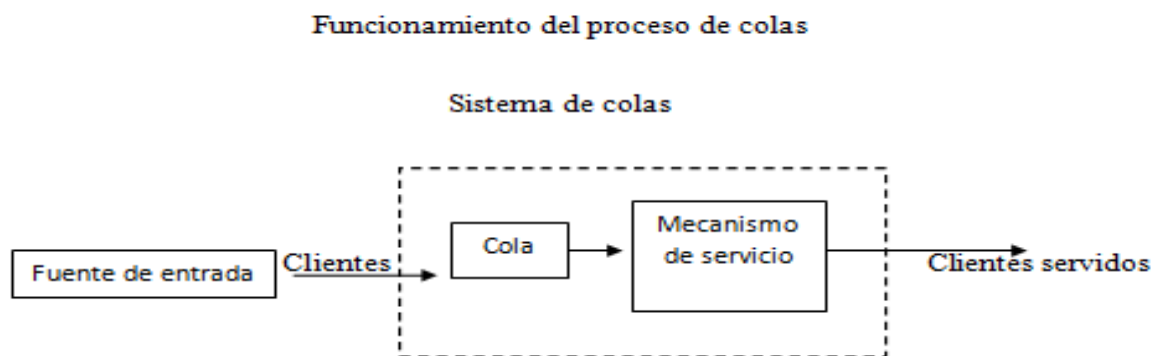 Funcionamiento del proceso de colas
Sistema de colas
Fuente de entrada
Clientes
Cola
Mecanismo
de servicio
Clientes servidos